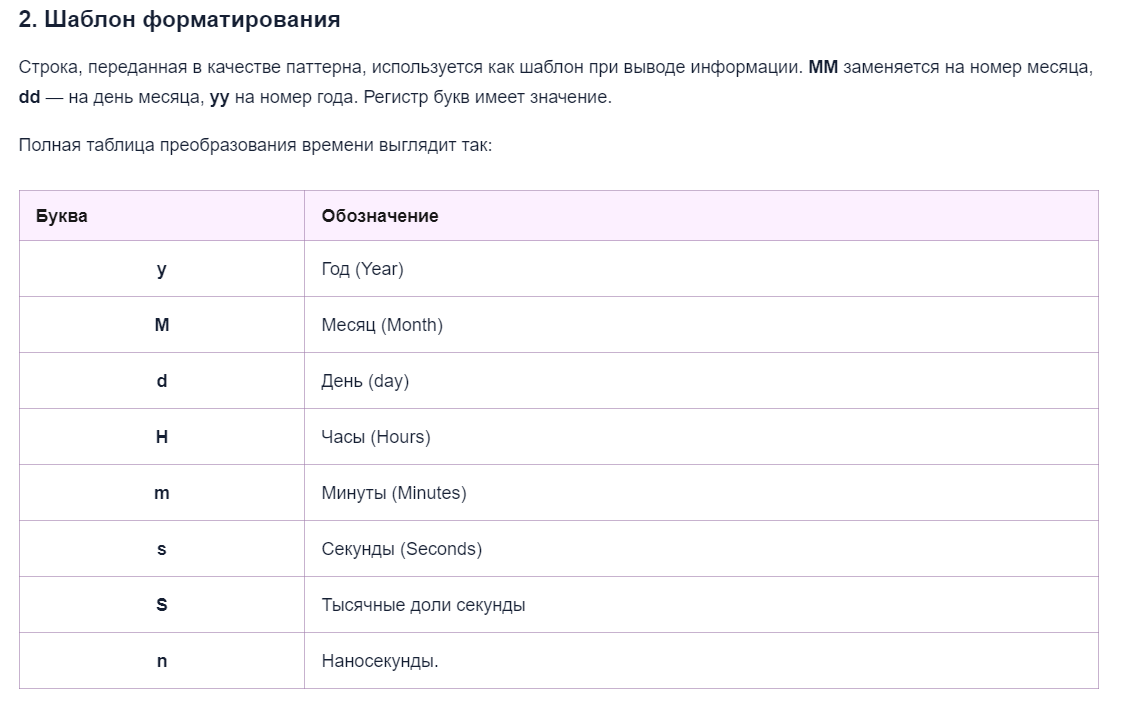 2. Шаблон форматирования
Строка, переданная в качестве паттерна, используется как шаблон при выводе информации. MM заменяется на номер месяца,
dd — на день месяца, yy на номер года. Регистр букв имеет значение.
Полная таблица преобразования времени выглядит так:
Буква Обозначение
y Год (Year)
M Месяц (Month)
d День (day)
H Часы (Hours)
m Минуты (Minutes)
s Секунды (Seconds)
S Тысячные доли секунды
n Наносекунды.